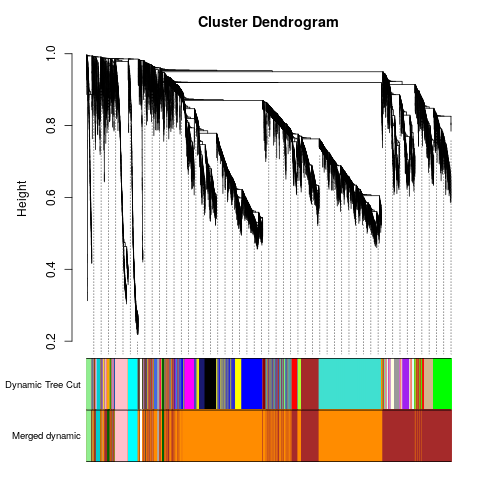 Cluster Dendrogram
Height
1.0
0.8
0.6
0.4
0.2
Dynamic Tree Cut
Merged dynamic